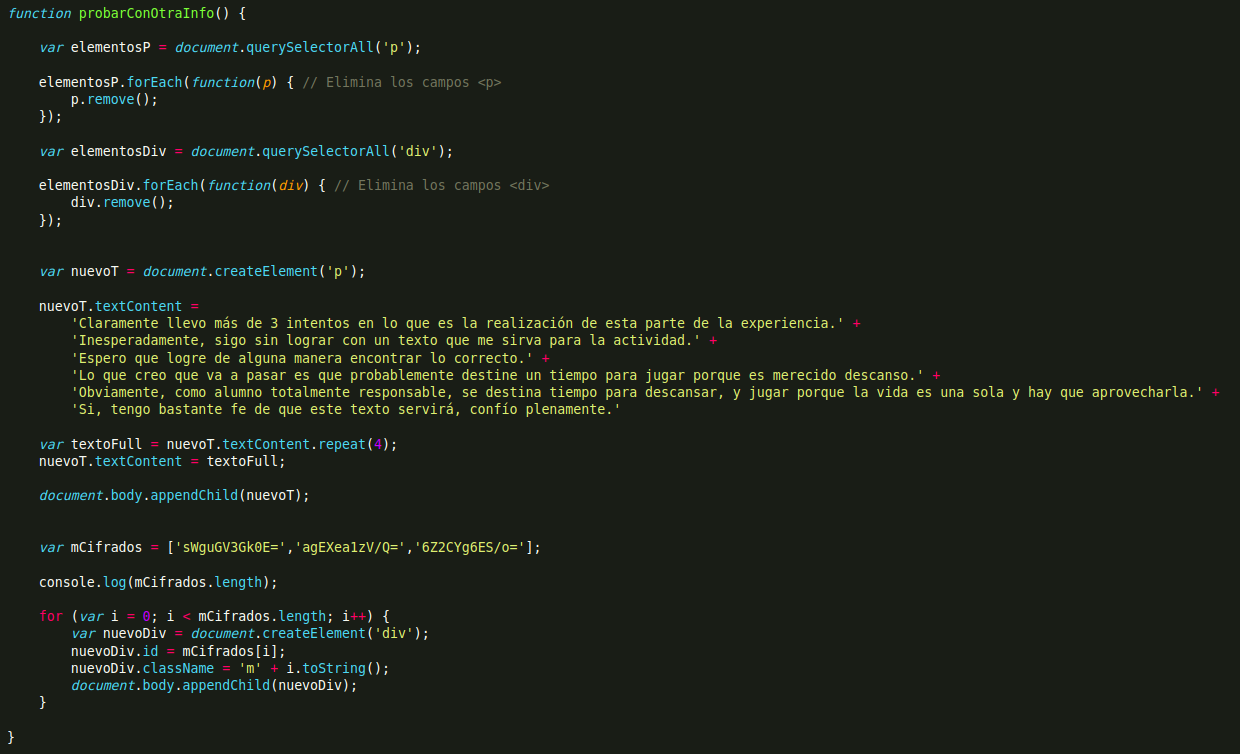 function probarConOtraInfo() {
    var elementosP = document.querySelectorAll('p');
    elementosP.forEach(function(p) { // Elimina los campos <p>
        p.remove();
    });
    var elementosDiv = document.querySelectorAll('div');
    elementosDiv.forEach(function(div) { // Elimina los campos <div>
        div.remove();
    });
    var nuevoT = document.createElement('p');
    nuevoT.textContent =
        'Claramente llevo más de 3 intentos en lo que es la realización de esta parte de la experiencia.' +
        'Inesperadamente, sigo sin lograr con un texto que me sirva para la actividad.' +
        'Espero que logre de alguna manera encontrar lo correcto.' +
        'Lo que creo que va a pasar es que probablemente destine un tiempo para jugar porque es merecido descanso.' +
        'Obviamente, como alumno totalmente responsable, se destina tiempo para descansar, y jugar porque la vida es una sola y hay que aprovecharla.' +
        'Si, tengo bastante fe de que este texto servirá, confío plenamente.'
    var textoFull = nuevoT.textContent.repeat(4);
    nuevoT.textContent = textoFull;
    document.body.appendChild(nuevoT);
    var mCifrados = ['sWguGV3Gk0E=','agEXea1zV/Q=','6Z2CYg6ES/o='];
    console.log(mCifrados.length);
    for (var i = 0; i < mCifrados.length; i++) {
        var nuevoDiv = document.createElement('div');
        nuevoDiv.id = mCifrados[i];
        nuevoDiv.className = 'm' + i.toString();
        document.body.appendChild(nuevoDiv);
    }
}